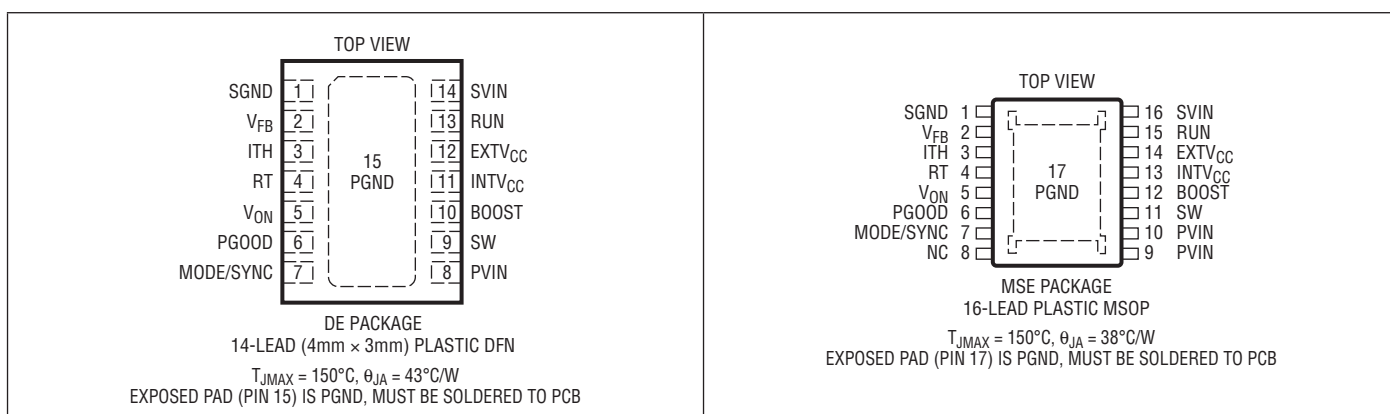 TOP VIEW
SGND 1
VFB 2
ITH 3
RT 4
VON 5
PGOOD 6
MODE/SYNC 7
15
PGND
14 SVIN
13 RUN
12 EXTVCC
11 INTVCC
10 BOOST
9 SW
8 PVIN
DE PACKAGE
14-LEAD (4mm × 3mm) PLASTIC DFN
TJMAX = 150°C, θJA = 43°C/W
EXPOSED PAD (PIN 15) IS PGND, MUST BE SOLDERED TO PCB
TOP VIEW
SGND 1
VFB 2
ITH 3
RT 4
VON 5
PGOOD 6
MODE/SYNC 7
NC 8
17
PGND
16 SVIN
15 RUN
14 EXTVCC
13 INTVCC
12 BOOST
11 SW
10 PVIN
9 PVIN
MSE PACKAGE
16-LEAD PLASTIC MSOP
TJMAX = 150°C, θJA = 38°C/W
EXPOSED PAD (PIN 17) IS PGND, MUST BE SOLDERED TO PCB